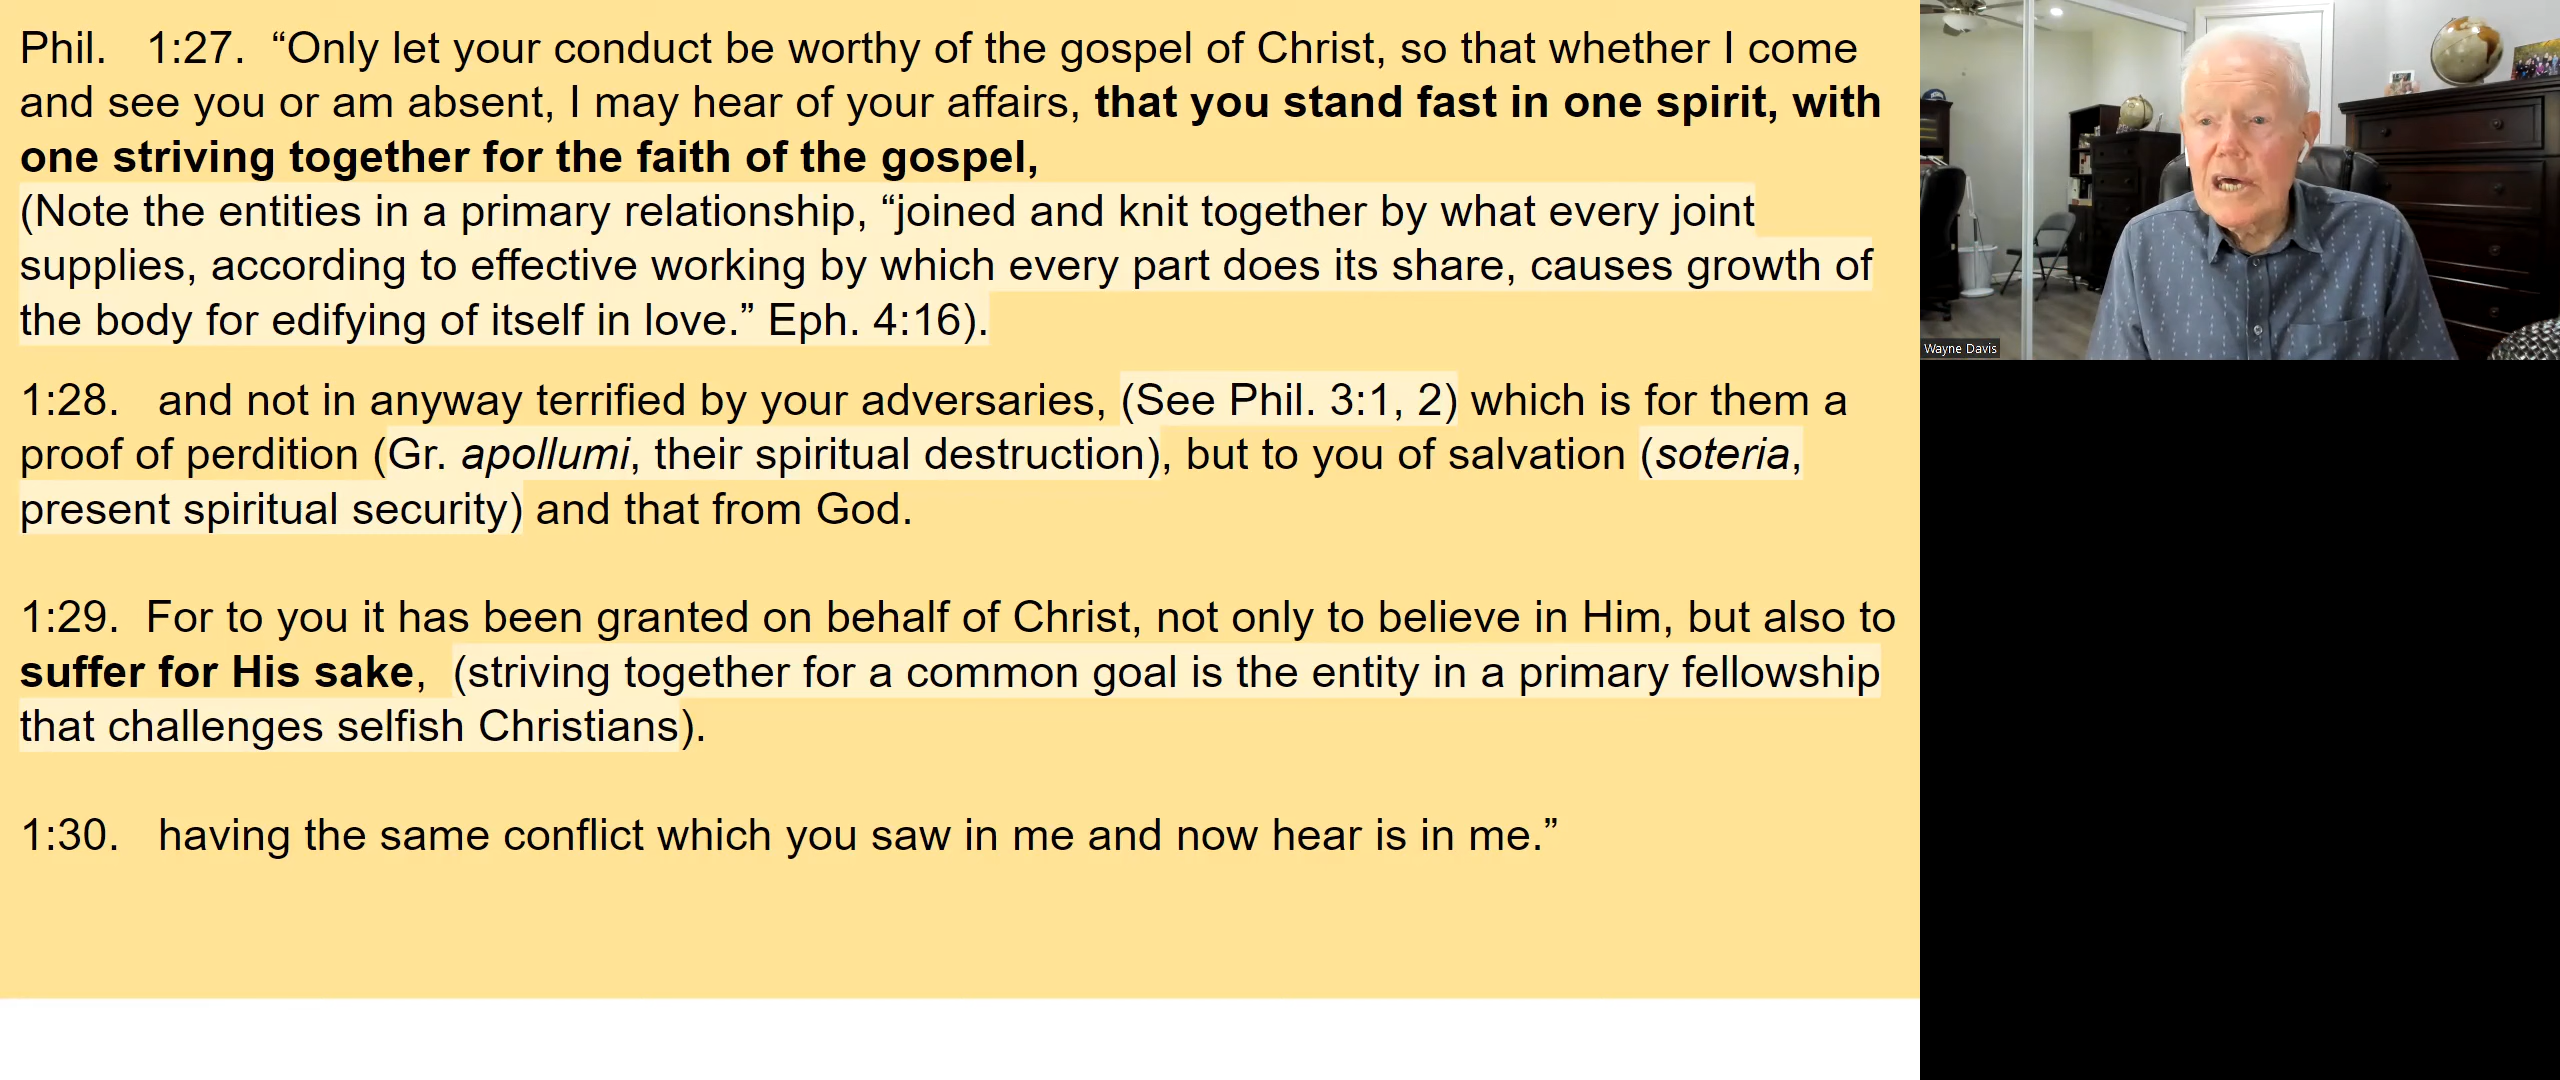 Phil.   1:27.  “Only let your conduct be worthy of the gospel of Christ, so that whether I come
and see you or am absent, I may hear of your affairs, that you stand fast in one spirit, with
one striving together for the faith of the gospel,
(Note the entities in a primary relationship, “joined and knit together by what every joint
supplies, according to effective working by which every part does its share, causes growth of
the body for edifying of itself in love.” Eph. 4:16).
1:28.   and not in anyway terrified by your adversaries, (See Phil. 3:1, 2) which is for them a
proof of perdition (Gr. apollumi, their spiritual destruction), but to you of salvation (soteria,
present spiritual security) and that from God.
1:29.  For to you it has been granted on behalf of Christ, not only to believe in Him, but also to
suffer for His sake,  (striving together for a common goal is the entity in a primary fellowship
that challenges selfish Christians).
1:30.   having the same conflict which you saw in me and now hear is in me.”
Wayne Davis